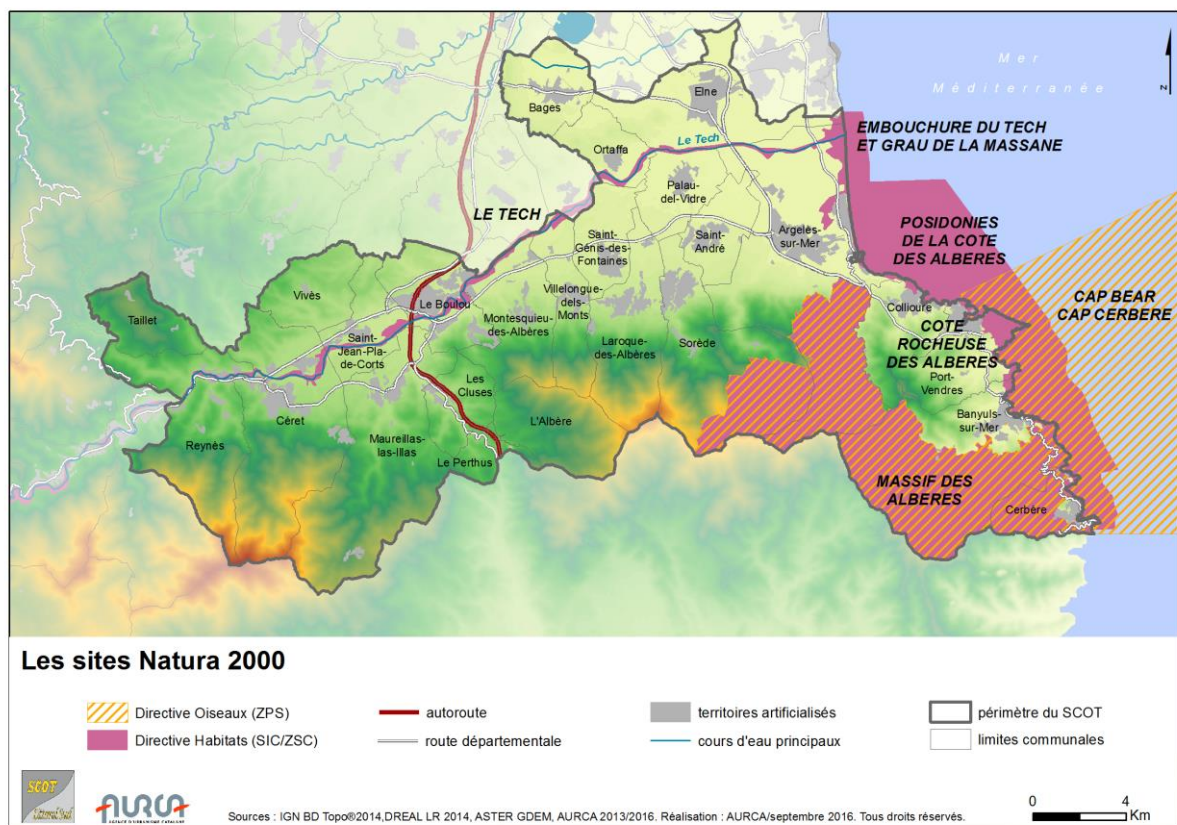 Mer
Méditerranée
N
Elne
Bages
EMBOUCHURE DU TECH
ET GRAU DE LA MASSANE
Le Tech
Ortaffa
Palau-
del-Vidre
LE TECH
POSIDONIES
DE LA COTE
DES ALBERES
Saint-
Génis-des-
Fontaines
Saint-
André
Argelès-
sur-Mer
Vivès
Le Boulou
Villelongue-
dels-
Monts
CAP BEAR
CAP CERBERE
Taillet
Collioure
Montesquieu-
des-Albères
Saint-
Jean-Pla-
de-Corts
COTE
ROCHEUSE
DES ALBERES
Laroque-
des-Albères
Sorède
Port-
Vendres
Les
Cluses
Banyuls-
sur-Mer
Céret
L'Albère
Reynès
Maureillas-
las-Illas
Le Perthus
MASSIF DES
ALBERES
Cerbère
Les sites Natura 2000
Directive Oiseaux (ZPS)
autoroute
territoires artificialisés
périmètre du SCOT
Directive Habitats (SIC/ZSC)
route départementale
cours d'eau principaux
limites communales
SCOT
Littoral Sud
AURCA
AGENCE D'URBANISME CATALANE
Sources : IGN BD Topo®2014,DREAL LR 2014, ASTER GDEM, AURCA 2013/2016. Réalisation : AURCA/septembre 2016. Tous droits réservés.
0 4
Km